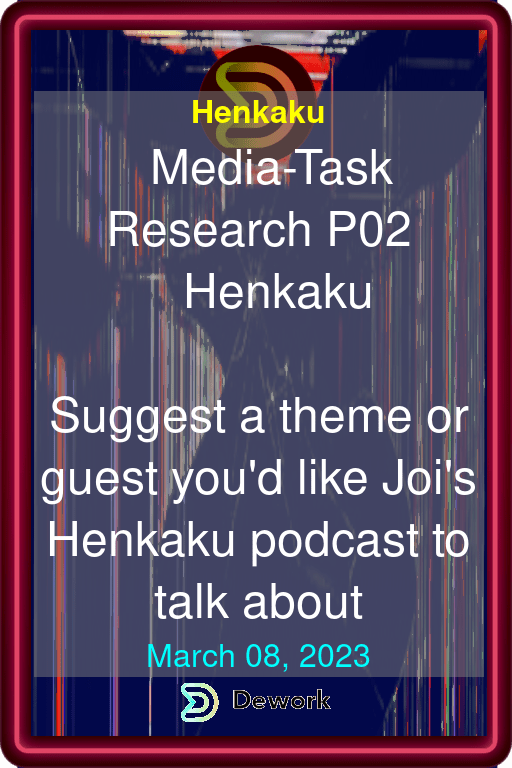 Henkaku
Media-Task
Research P02
Henkaku
Suggest a theme or
guest you'd like Joi's
Henkaku podcast to
talk about
March 08, 2023
Dework